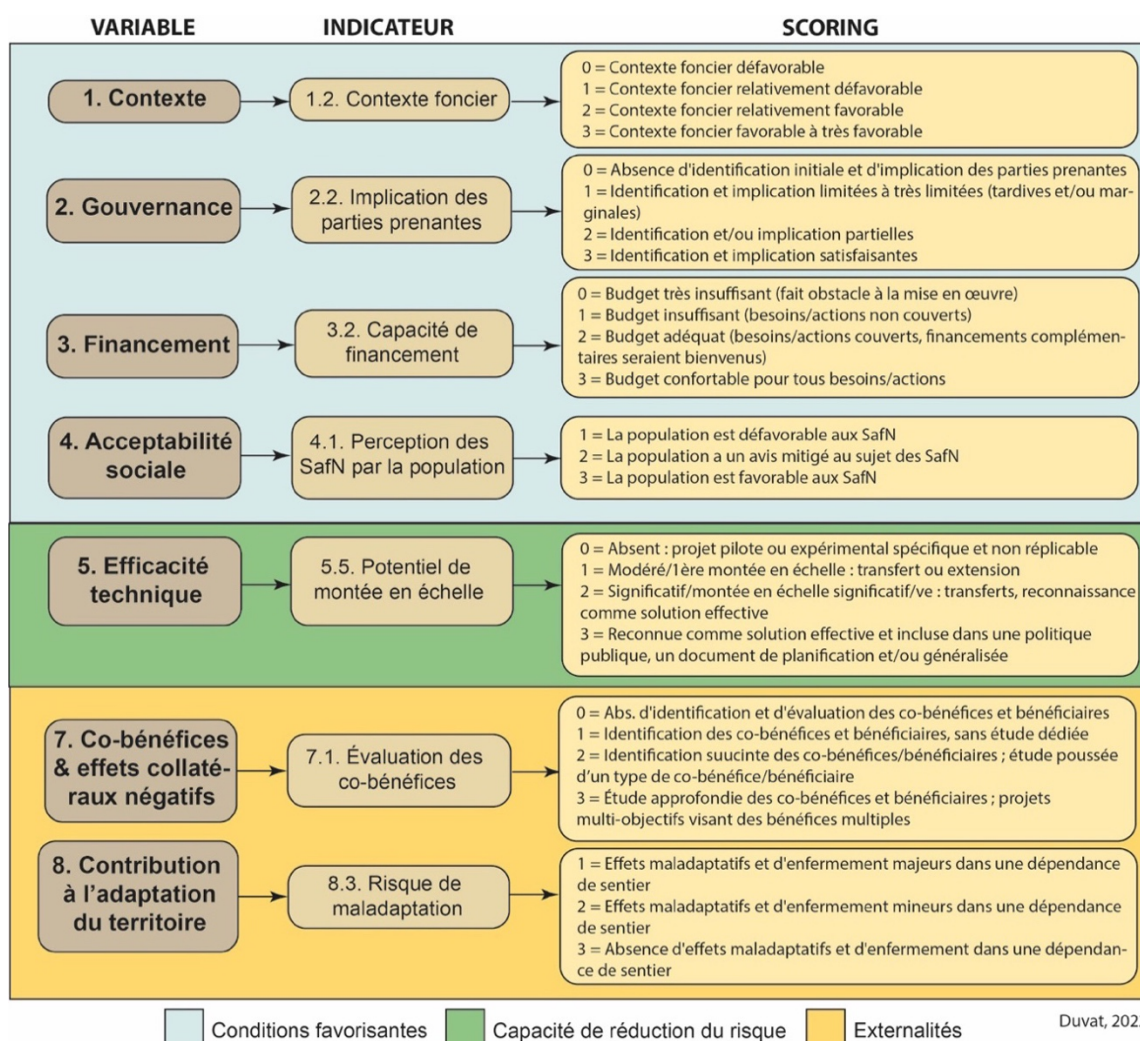 VARIABLE INDICATEUR SCORING
1. Contexte
1.2. Contexte foncier
0 = Contexte foncier défavorable
1 = Contexte foncier relativement défavorable
2 = Contexte foncier relativement favorable
3 = Contexte foncier favorable à très favorable
2. Gouvernance
2.2. Implication des
parties prenantes
0 = Absence d'identification initiale et d'implication des parties prenantes
1 = Identification et implication limitées à très limitées (tardives et/ou mar-
ginales)
2 = Identification et/ou implication partielles
3 = Identification et implication satisfaisantes
3. Financement
3.2. Capacité de
financement
0 = Budget très insuffisant (fait obstacle à la mise en œuvre)
1 = Budget insuffisant (besoins/actions non couverts)
2 = Budget adéquat (besoins/actions couverts, financements complémen-
taires seraient bienvenus)
3 = Budget confortable pour tous besoins/actions
4. Acceptabilité
sociale
4.1. Perception des
SafN par la population
1 = La population est défavorable aux SafN
2 = La population a un avis mitigé au sujet des SafN
3 = La population est favorable aux SafN
5. Efficacité
technique
5.5. Potentiel de
montée en échelle
0 = Absent : projet pilote ou expérimental spécifique et non réplicable
1 = Modéré/1ère montée en échelle : transfert ou extension
2 = Significatif/montée en échelle significatif/ve : transferts, reconnaissance
comme solution effective
3 = Reconnue comme solution effective et incluse dans une politique
publique, un document de planification et/ou généralisée
7. Co-bénéfices
& effets collaté-
raux négatifs
7.1. Évaluation des
co-bénéfices
0 = Abs. d'identification et d'évaluation des co-bénéfices et bénéficiaires
1 = Identification des co-bénéfices et bénéficiaires, sans étude dédiée
2 = Identification suucinte des co-bénéfices/bénéficiaires ; étude poussée
d'un type de co-bénéfice/bénéficiaire
3 = Étude approfondie des co-bénéfices et bénéficiaires ; projets
multi-objectifs visant des bénéfices multiples
8. Contribution
à l'adaptation
du territoire
8.3. Risque de
maladaptation
1 = Effets maladaptatifs et d'enfermement majeurs dans une dépendance
de sentier
2 = Effets maladaptatifs et d'enfermement mineurs dans une dépendance
de sentier
3 = Absence d'effets maladaptatifs et d'enfermement dans une dépendan-
ce de sentier
Conditions favorisantes Capacité de réduction du risque Externalités
Duvat,